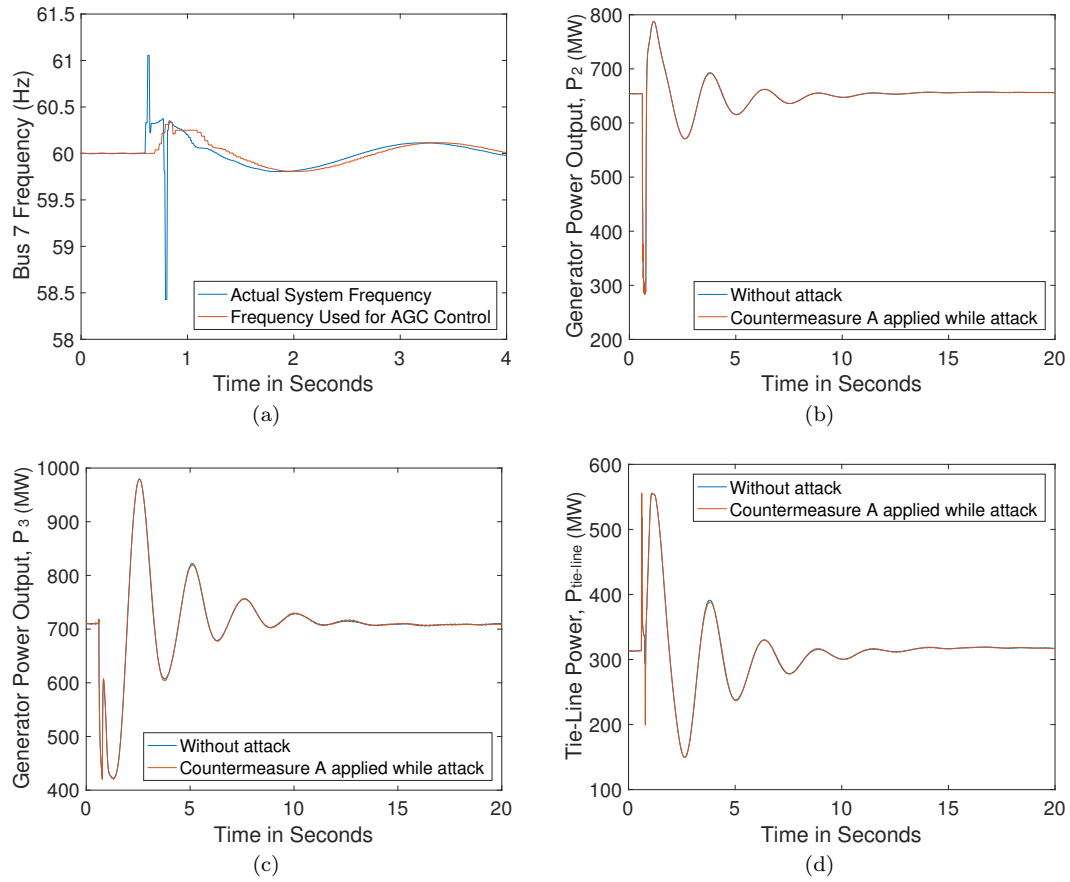 61.5
61
60.5
60
59.5
59
58.5
58
Bus 7 Frequency (Hz)
Actual System Frequency
Frequency Used for AGC Control
0 1 2 3 4
Time in Seconds
(a)
800
700
600
500
400
300
200
Generator Power Output, P2 (MW)
Without attack
Countermeasure A applied while attack
0 5 10 15 20
Time in Seconds
(b)
1000
900
800
700
600
500
400
Generator Power Output, P3 (MW)
Without attack
Countermeasure A applied while attack
0 5 10 15 20
Time in Seconds
(c)
600
500
400
300
200
100
Tie-Line Power, Ptie-line (MW)
Without attack
Countermeasure A applied while attack
0 5 10 15 20
Time in Seconds
(d)